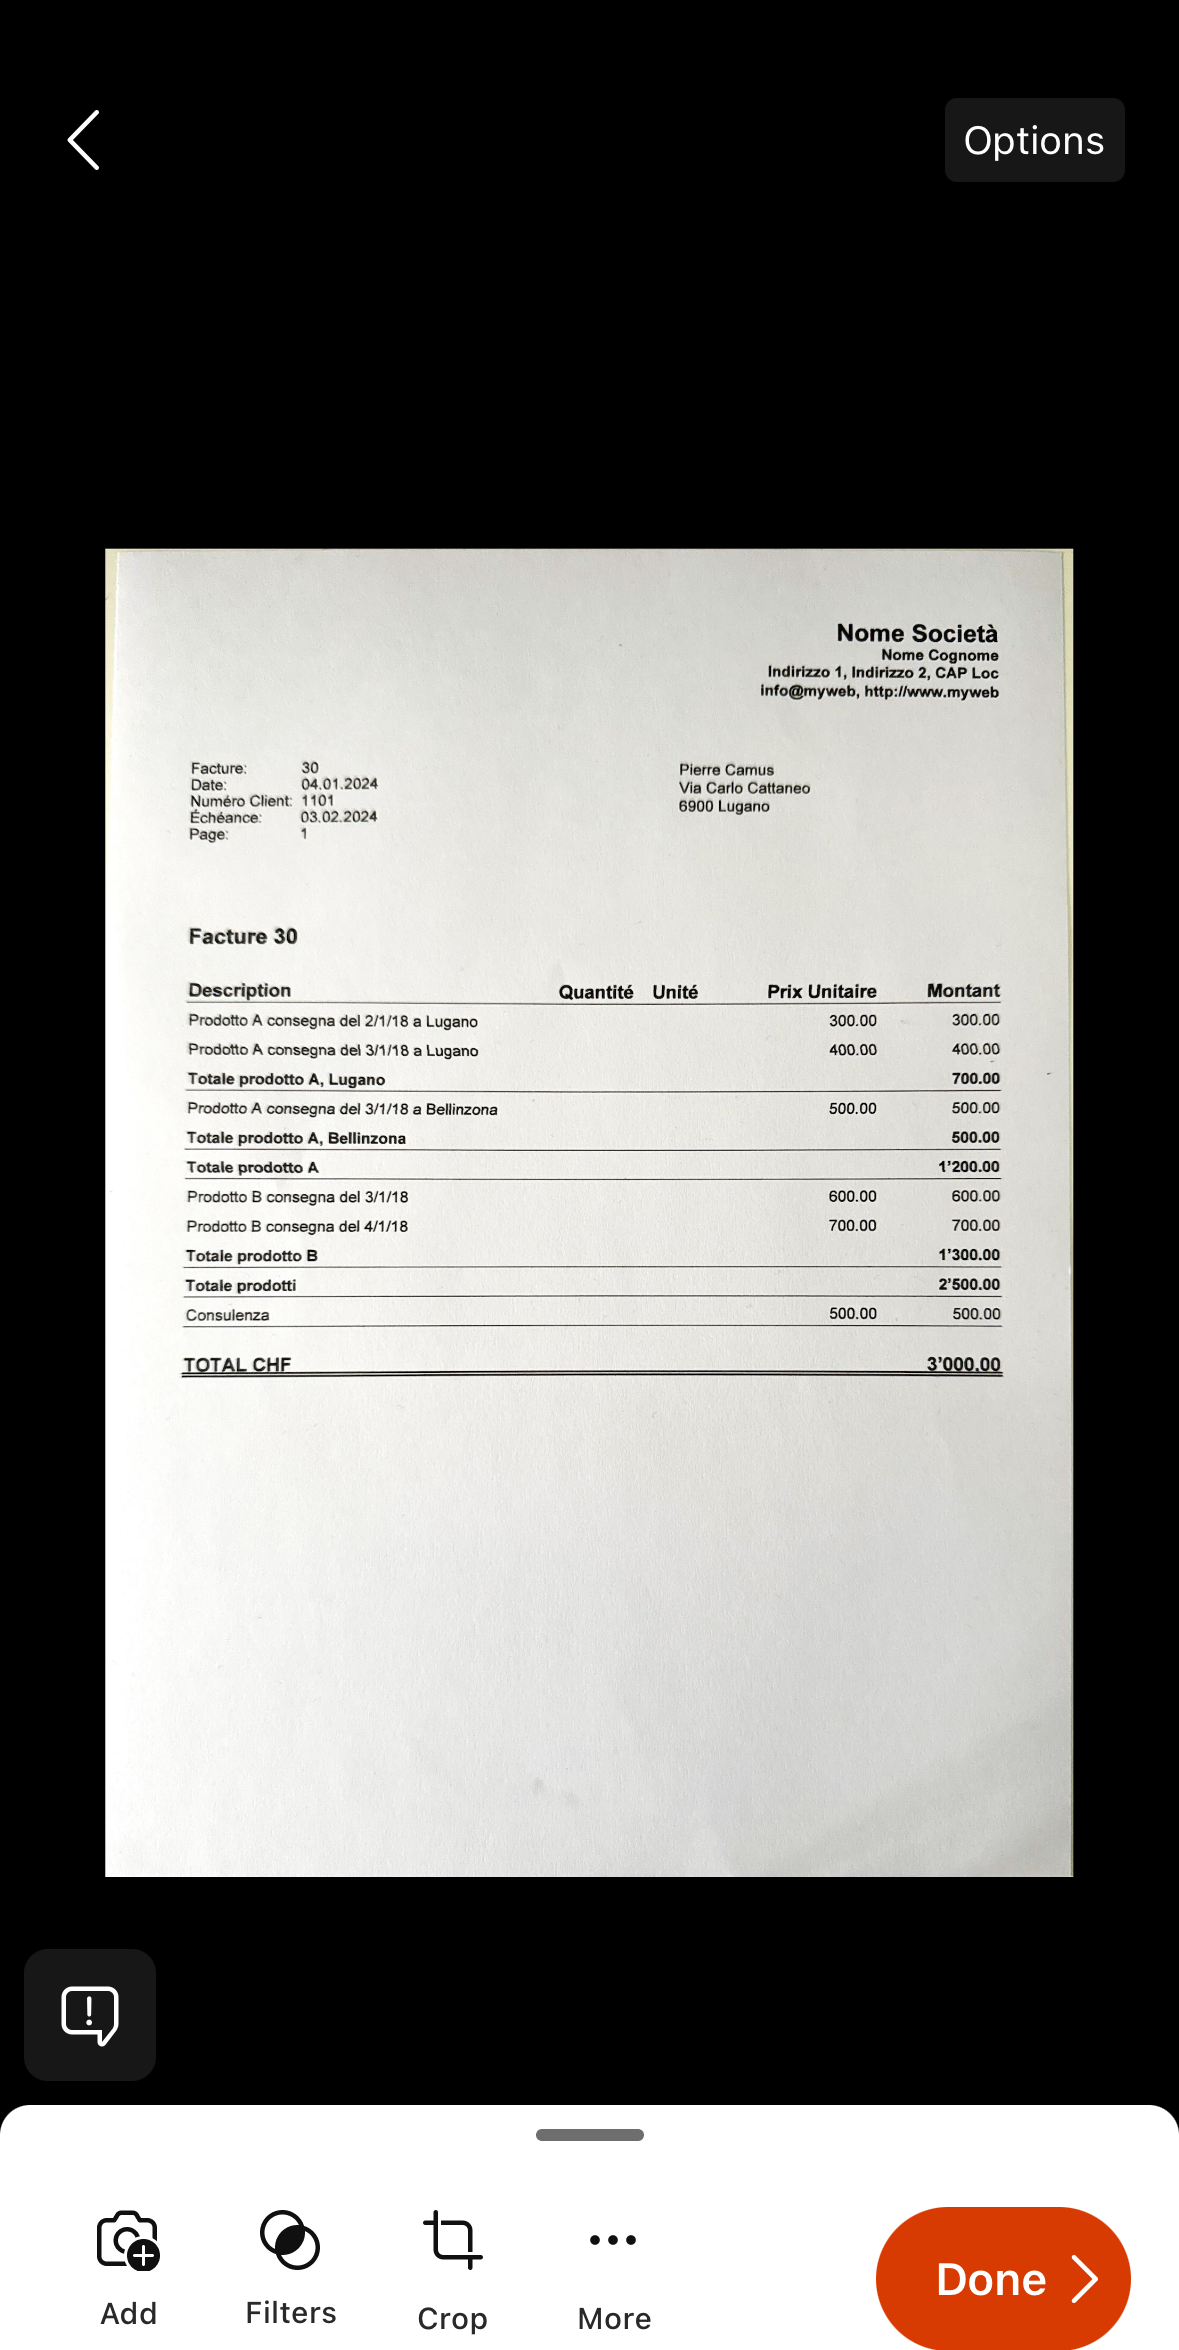 Options
Nome Società
Nome Cognome
Indirizzo 1, Indirizzo 2, CAP Loc
info@myweb, http://www.myweb
Facture: 30
Date: 04.01.2024
Numéro Client: 1101
Échéance: 03.02.2024
Page: 1
Pierre Camus
Via Carlo Cattaneo
6900 Lugano
Facture 30
Description Quantité Unité Prix Unitaire Montant
Prodotto A consegna del 2/1/18 a Lugano 300.00 300.00
Prodotto A consegna del 3/1/18 a Lugano 400.00 400.00
Totale prodotto A, Lugano 700.00
Prodotto A consegna del 3/1/18 a Bellinzona 500.00 500.00
Totale prodotto A, Bellinzona 500.00
Totale prodotto A 1'200.00
Prodotto B consegna del 3/1/18 600.00 600.00
Prodotto B consegna del 4/1/18 700.00 700.00
Totale prodotto B 1'300.00
Totale prodotti 2'500.00
Consulenza 500.00 500.00
TOTAL CHF 3'000.00
Add
Filters
Crop
More
Done